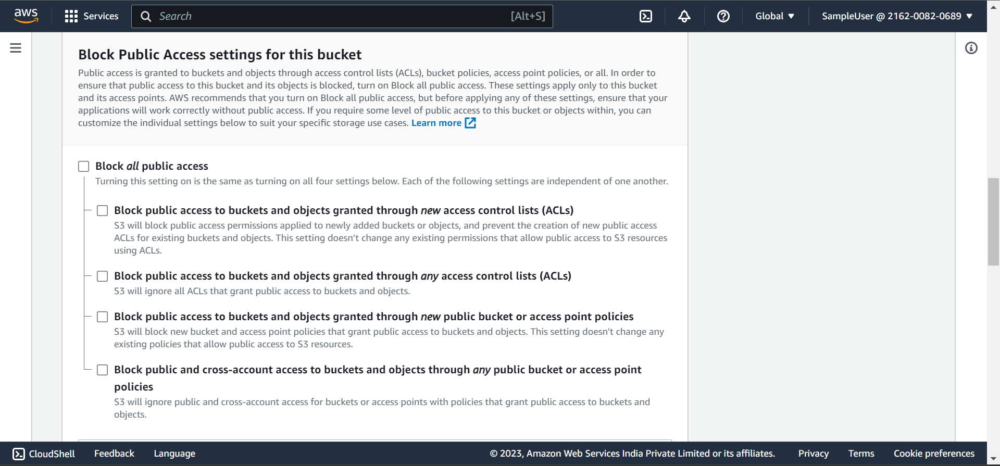 aws
Services
Search
[Alt+S]
Global
SampleUser @ 2162-0082-0689
Block Public Access settings for this bucket
Public access is granted to buckets and objects through access control lists (ACLs), bucket policies, access point policies, or all. In order to
ensure that public access to this bucket and its objects is blocked, turn on Block all public access. These settings apply only to this bucket
and its access points. AWS recommends that you turn on Block all public access, but before applying any of these settings, ensure that your
applications will work correctly without public access. If you require some level of public access to this bucket or objects within, you can
customize the individual settings below to suit your specific storage use cases. Learn more
Block all public access
Turning this setting on is the same as turning on all four settings below. Each of the following settings are independent of one another.
Block public access to buckets and objects granted through new access control lists (ACLs)
S3 will block public access permissions applied to newly added buckets or objects, and prevent the creation of new public access
ACLs for existing buckets and objects. This setting doesn’t change any existing permissions that allow public access to S3 resources
using ACLs.
Block public access to buckets and objects granted through any access control lists (ACLs)
S3 will ignore all ACLs that grant public access to buckets and objects.
Block public access to buckets and objects granted through new public bucket or access point policies
S3 will block new bucket and access point policies that grant public access to buckets and objects. This setting doesn't change any
existing policies that allow public access to S3 resources.
Block public and cross-account access to buckets and objects through any public bucket or access point
policies
S3 will ignore public and cross-account access for buckets or access points with policies that grant public access to buckets and
objects.
CloudShell
Feedback
Language
© 2023, Amazon Web Services India Private Limited or its affiliates.
Privacy
Terms
Cookie preferences